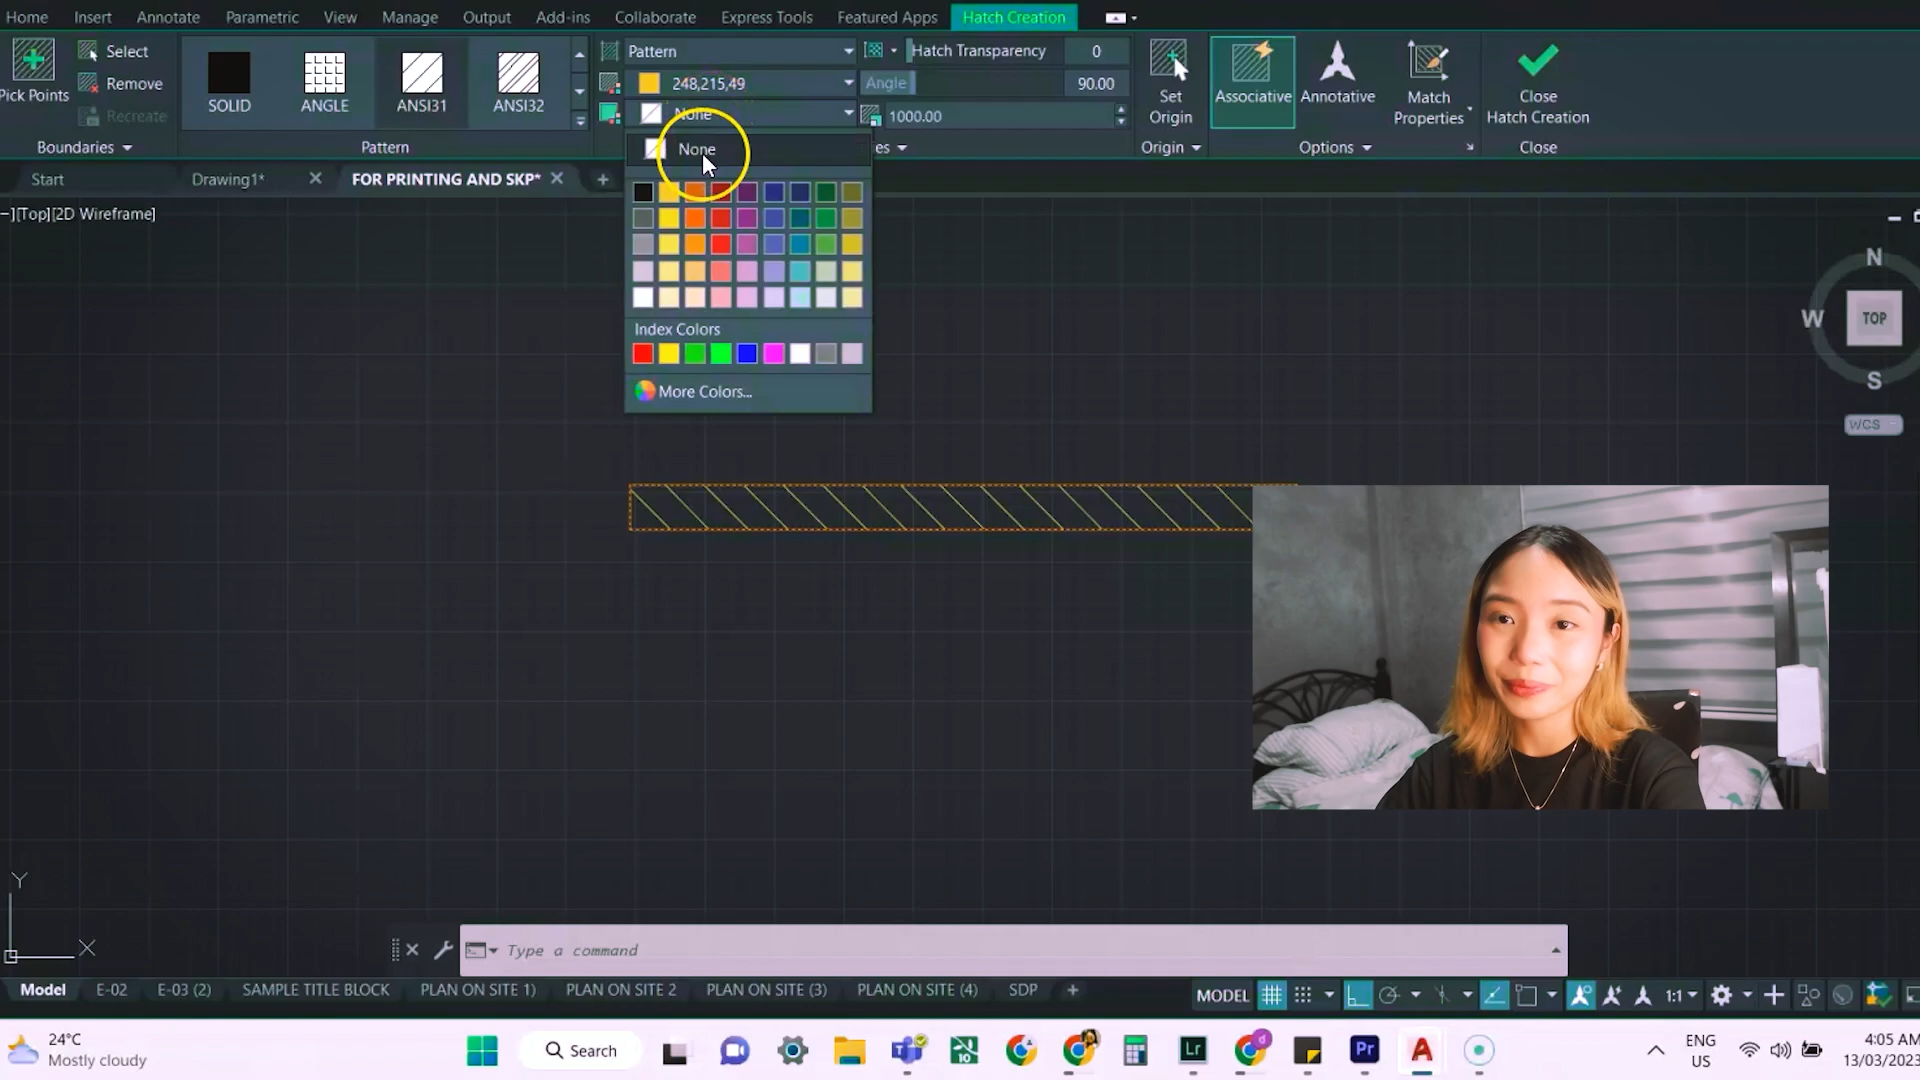 Home Insert Annotate Parametric View Manage Output Add-ins Collaborate Express Tools Featured Apps Hatch Creation
Pick Points
Select
Remove
Recreate
Boundaries
SOLID
ANGLE
ANSI31
ANSI32
Pattern
Pattern
248,215,49
None
None
Hatch Transparency 0
Angle 90.00
1000.00
Set
Origin
Origin
Associative
Annotative
Match
Properties
Options
Close
Hatch Creation
Close
Start
Drawing1*
FOR PRINTING AND SKP*
[Top][2D Wireframe]
Index Colors
More Colors...
N
W
TOP
S
WCS
Y
X
Type a command
Model E-02 E-03 (2) SAMPLE TITLE BLOCK PLAN ON SITE 1) PLAN ON SITE 2 PLAN ON SITE (3) PLAN ON SITE (4) SDP
MODEL
1:1
24°C
Mostly cloudy
Search
10
Lr
d
Pr
A
ENG
US
4:05 AM
13/03/2023